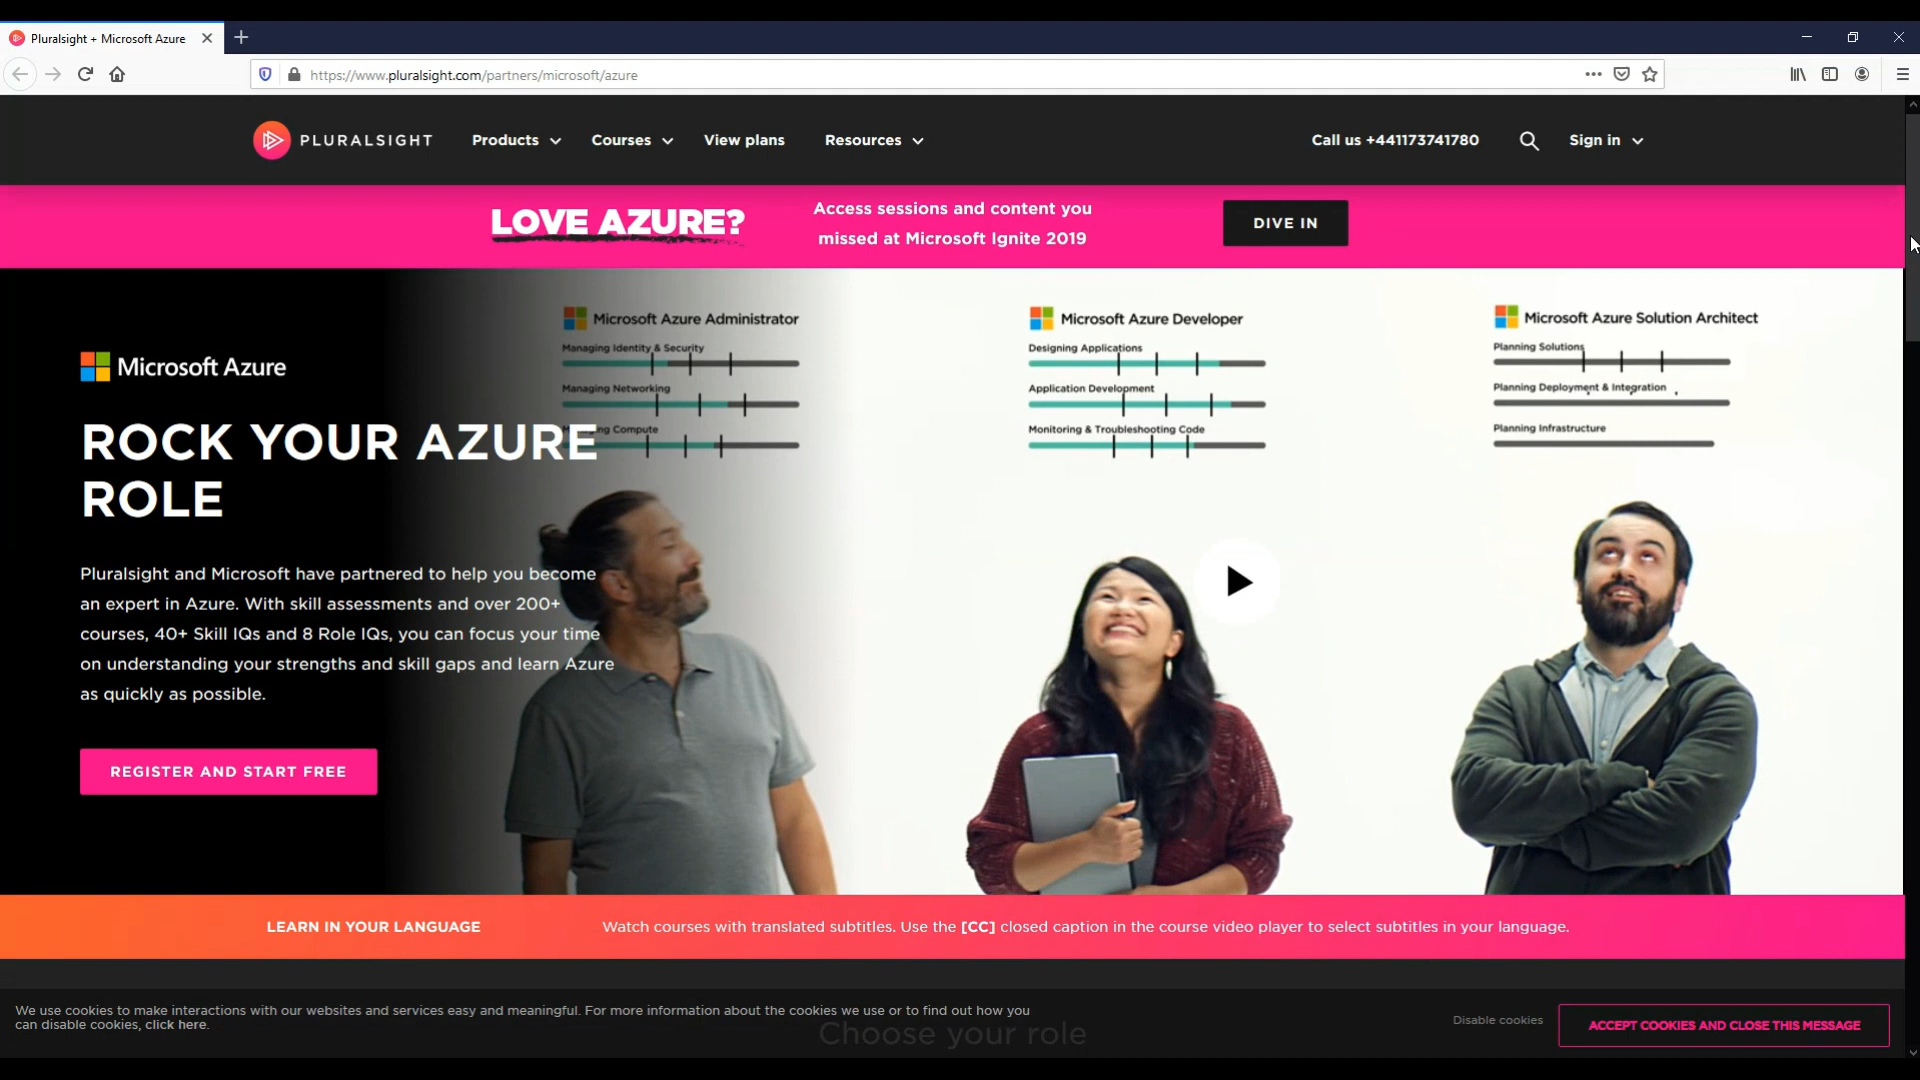 Pluralsight + Microsoft Azure
https://www.pluralsight.com/partners/microsoft/azure
PLURALSIGHT
Products
Courses
View plans
Resources
Call us +441173741780
Sign in
LOVE AZURE?
Access sessions and content you
missed at Microsoft Ignite 2019
DIVE IN
Microsoft Azure
ROCK YOUR AZURE
ROLE
Pluralsight and Microsoft have partnered to help you become
an expert in Azure. With skill assessments and over 200+
courses, 40+ Skill IQs and 8 Role IQs, you can focus your time
on understanding your strengths and skill gaps and learn Azure
as quickly as possible.
REGISTER AND START FREE
Microsoft Azure Administrator
Managing Identity & Security
Managing Networking
Compute
Microsoft Azure Developer
Designing Applications
Application Development
Monitoring & Troubleshooting Code
Microsoft Azure Solution Architect
Planning Solutions
Planning Deployment & Integration
Planning Infrastructure
LEARN IN YOUR LANGUAGE
Watch courses with translated subtitles. Use the [CC] closed caption in the course video player to select subtitles in your language.
Choose your role
We use cookies to make interactions with our websites and services easy and meaningful. For more information about the cookies we use or to find out how you
can disable cookies, click here.
Disable cookies
ACCEPT COOKIES AND CLOSE THIS MESSAGE